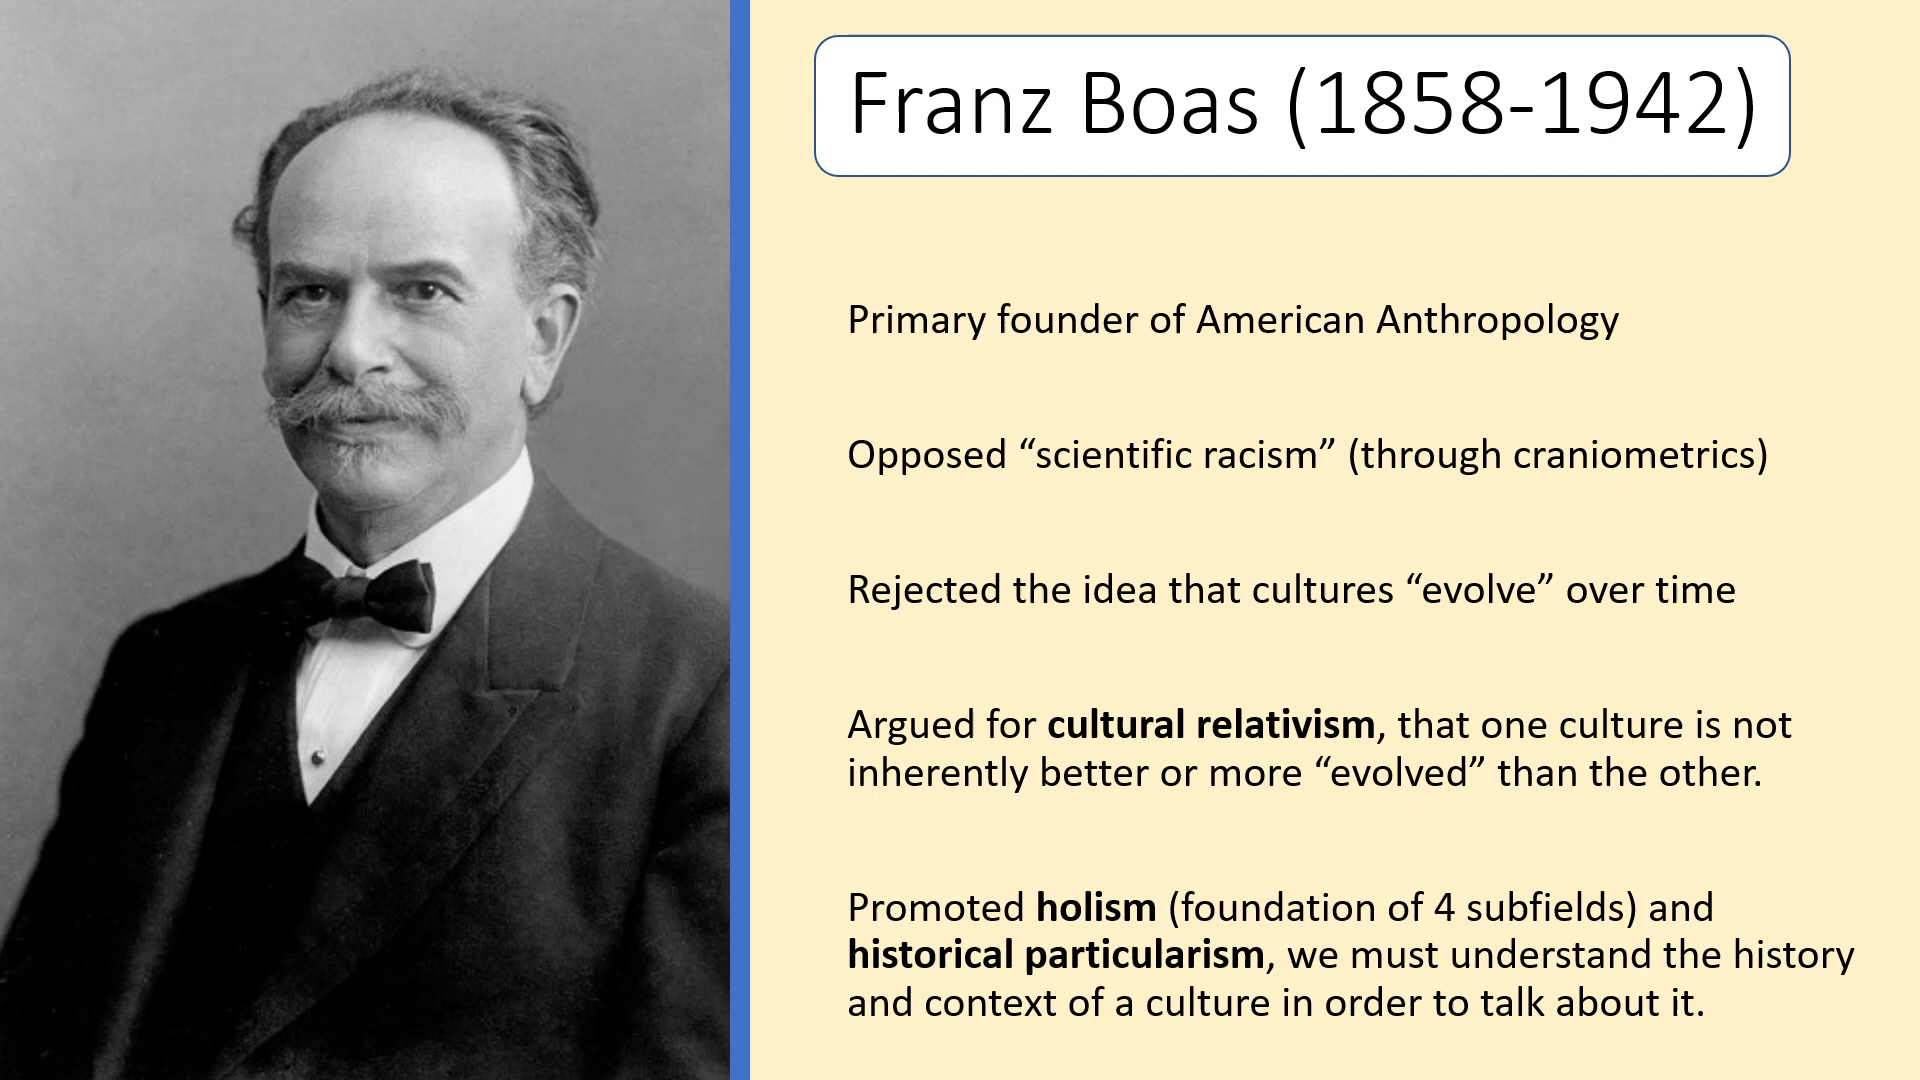 Franz Boas (1858-1942)
Primary founder of American Anthropology
Opposed “scientific racism” (through craniometrics)
Rejected the idea that cultures “evolve” over time
Argued for cultural relativism, that one culture is not
inherently better or more “evolved” than the other.
Promoted holism (foundation of 4 subfields) and
historical particularism, we must understand the history
and context of a culture in order to talk about it.